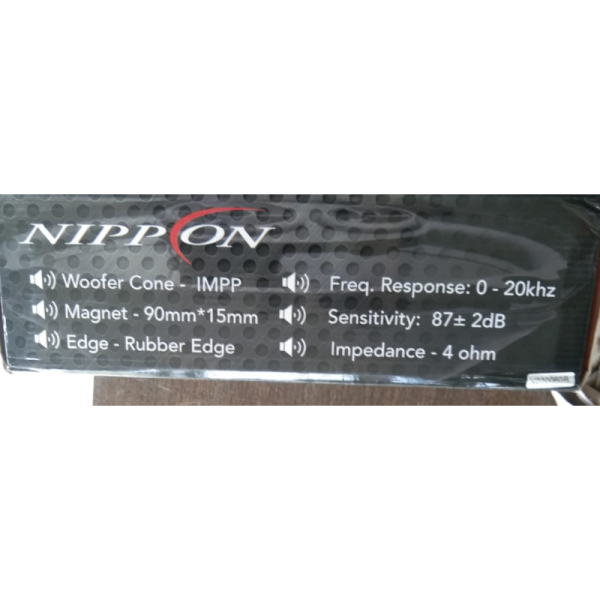 NIPPON
Woofer Cone - IMPP
Magnet - 90mm*15mm
Edge - Rubber Edge
Freq. Response: 0 - 20khz
Sensitivity: 87± 2dB
Impedance - 4 ohm